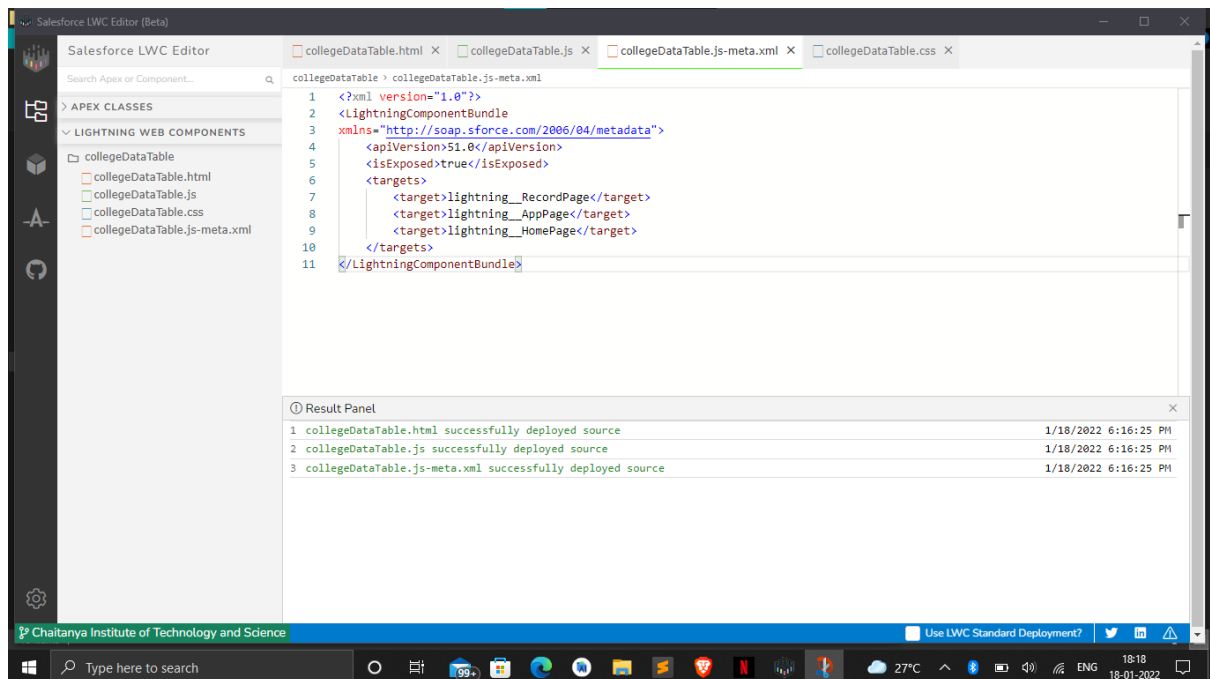 Salesforce LWC Editor (Beta)
Salesforce LWC Editor
Search Apex or Component...
APEX CLASSES
LIGHTNING WEB COMPONENTS
collegeDataTable
collegeDataTable.html
collegeDataTable.js
collegeDataTable.css
collegeDataTable.js-meta.xml
collegeDataTable.html
collegeDataTable.js
collegeDataTable.js-meta.xml
collegeDataTable.css
collegeDataTable > collegeDataTable.js-meta.xml
1 <?xml version="1.0"?>
2 <LightningComponentBundle
3 xmlns="http://soap.sforce.com/2006/04/metadata">
4 <apiVersion>51.0</apiVersion>
5 <isExposed>true</isExposed>
6 <targets>
7 <target>lightning__RecordPage</target>
8 <target>lightning__AppPage</target>
9 <target>lightning__HomePage</target>
10 </targets>
11 </LightningComponentBundle>
Result Panel
1 collegeDataTable.html successfully deployed source 1/18/2022 6:16:25 PM
2 collegeDataTable.js successfully deployed source 1/18/2022 6:16:25 PM
3 collegeDataTable.js-meta.xml successfully deployed source 1/18/2022 6:16:25 PM
Chaitanya Institute of Technology and Science
Use LWC Standard Deployment?
Type here to search
99+
27°C
ENG
18:18
18-01-2022